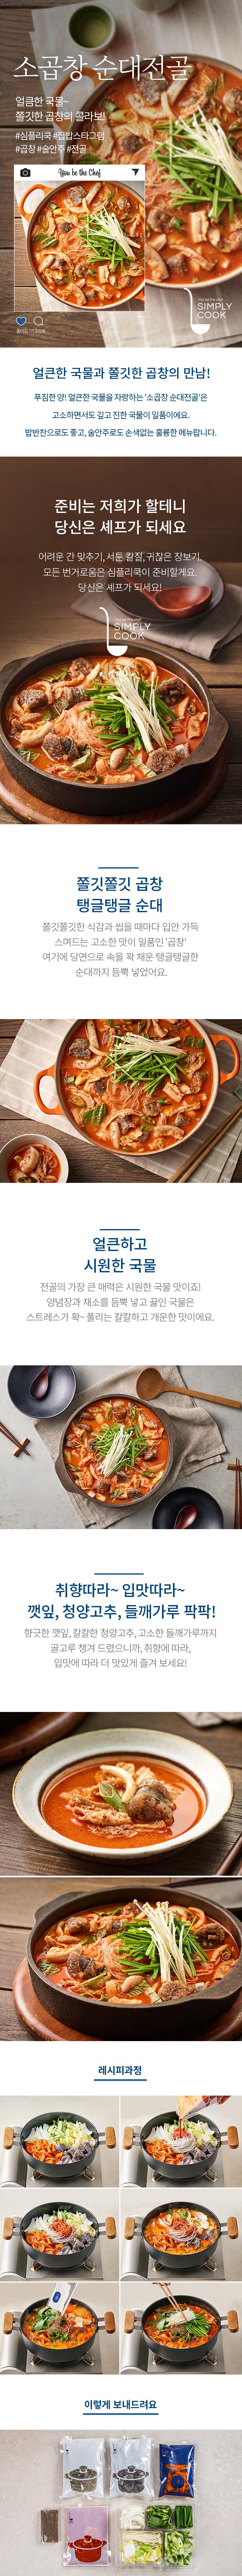 소곱창 순대전골
얼큼한 국물~
쫄깃한 곱창의 콜라보!
#심플리쿡 #집밥스타그램
#곱창 #술안주 #전골
You be the Chef
You be the chef
SIMPLY
COOK
얼큰한 국물과 쫄깃한 곱창의 만남!
푸짐한 양! 얼큰한 국물을 자랑하는 '소곱창 순대전골'은
고소하면서도 깊고 진한 국물이 일품이에요.
밥반찬으로도 좋고, 술안주로도 손색없는 훌륭한 메뉴랍니다.
준비는 저희가 할테니
당신은 셰프가 되세요
어려운 간 맞추기, 서툰 칼질, 귀찮은 장보기,
모든 번거로움은 심플리쿡이 준비할게요.
당신은 셰프가 되세요!
You be the chef
SIMPLY
COOK
쫄깃쫄깃 곱창
탱글탱글 순대
쫄깃쫄깃한 식감과 씹을 때마다 입안 가득
스며드는 고소한 맛이 일품인 '곱창'
여기에 당면으로 속을 꽉 채운 탱글탱글한
순대까지 듬뿍 넣었어요.
얼큰하고
시원한 국물
전골의 가장 큰 매력은 시원한 국물 맛이죠!
양념장과 채소를 듬뿍 넣고 끓인 국물은
스트레스가 확~ 풀리는 칼칼하고 개운한 맛이에요.
취향따라~ 입맛따라~
깻잎, 청양고추, 들깨가루 팍팍!
향긋한 깻잎, 칼칼한 청양고추, 고소한 들깨가루까지
골고루 챙겨 드렸으니까, 취향에 따라,
입맛에 따라 더 맛있게 즐겨 보세요!
레시피과정
이렇게 보내드려요